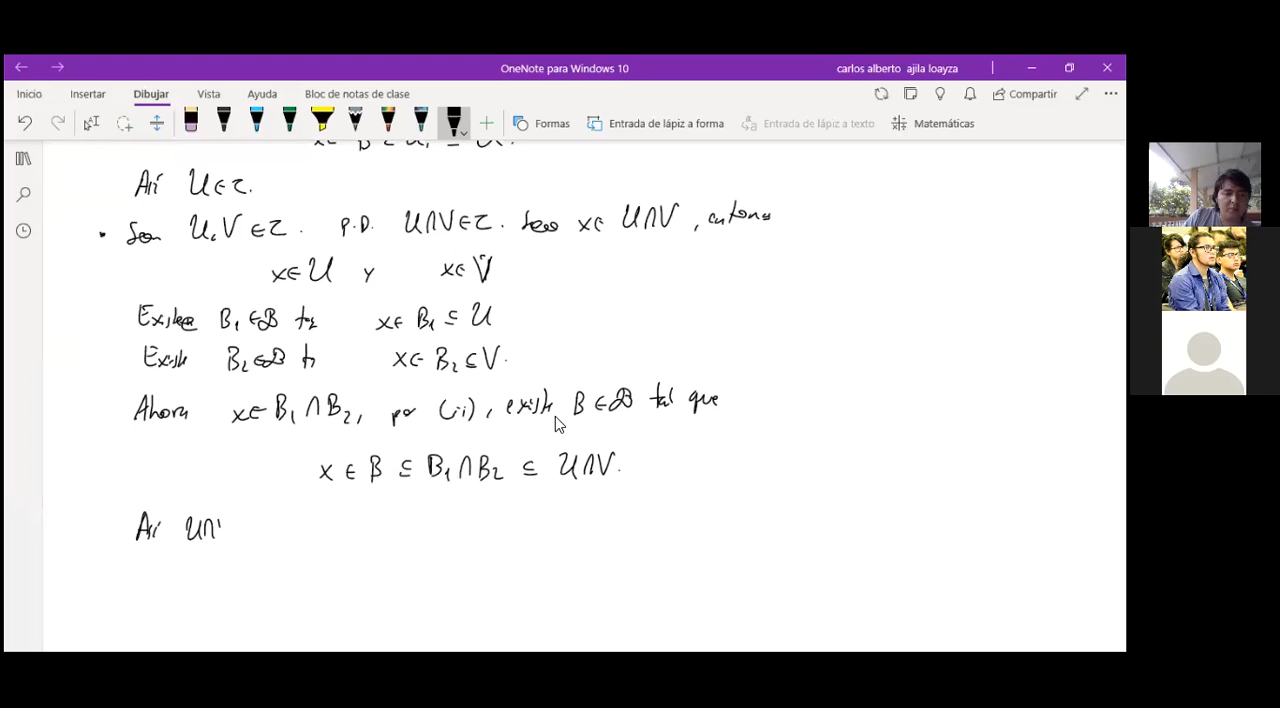 OneNote para Windows 10
carlos alberto ajila loayza
Inicio Insertar Dibujar Vista Ayuda Bloc de notas de clase
Compartir
Formas Entrada de lápiz a forma Entrada de lápiz a texto Matemáticas
Así U∈τ.
• Sean U,V∈τ. P.D. U∩V∈τ. Sea x∈ U∩V, entonces
x∈U y x∈V
Existe B₁∈ℬ tq x∈ B₁ ⊆ U
Existe B₂∈ℬ x∈ B₂ ⊆ V.
Ahora x∈B₁∩B₂, por (ii), existe B∈ℬ tal que
x ∈ B ⊆ B₁∩B₂ ⊆ U∩V.
Así U∩